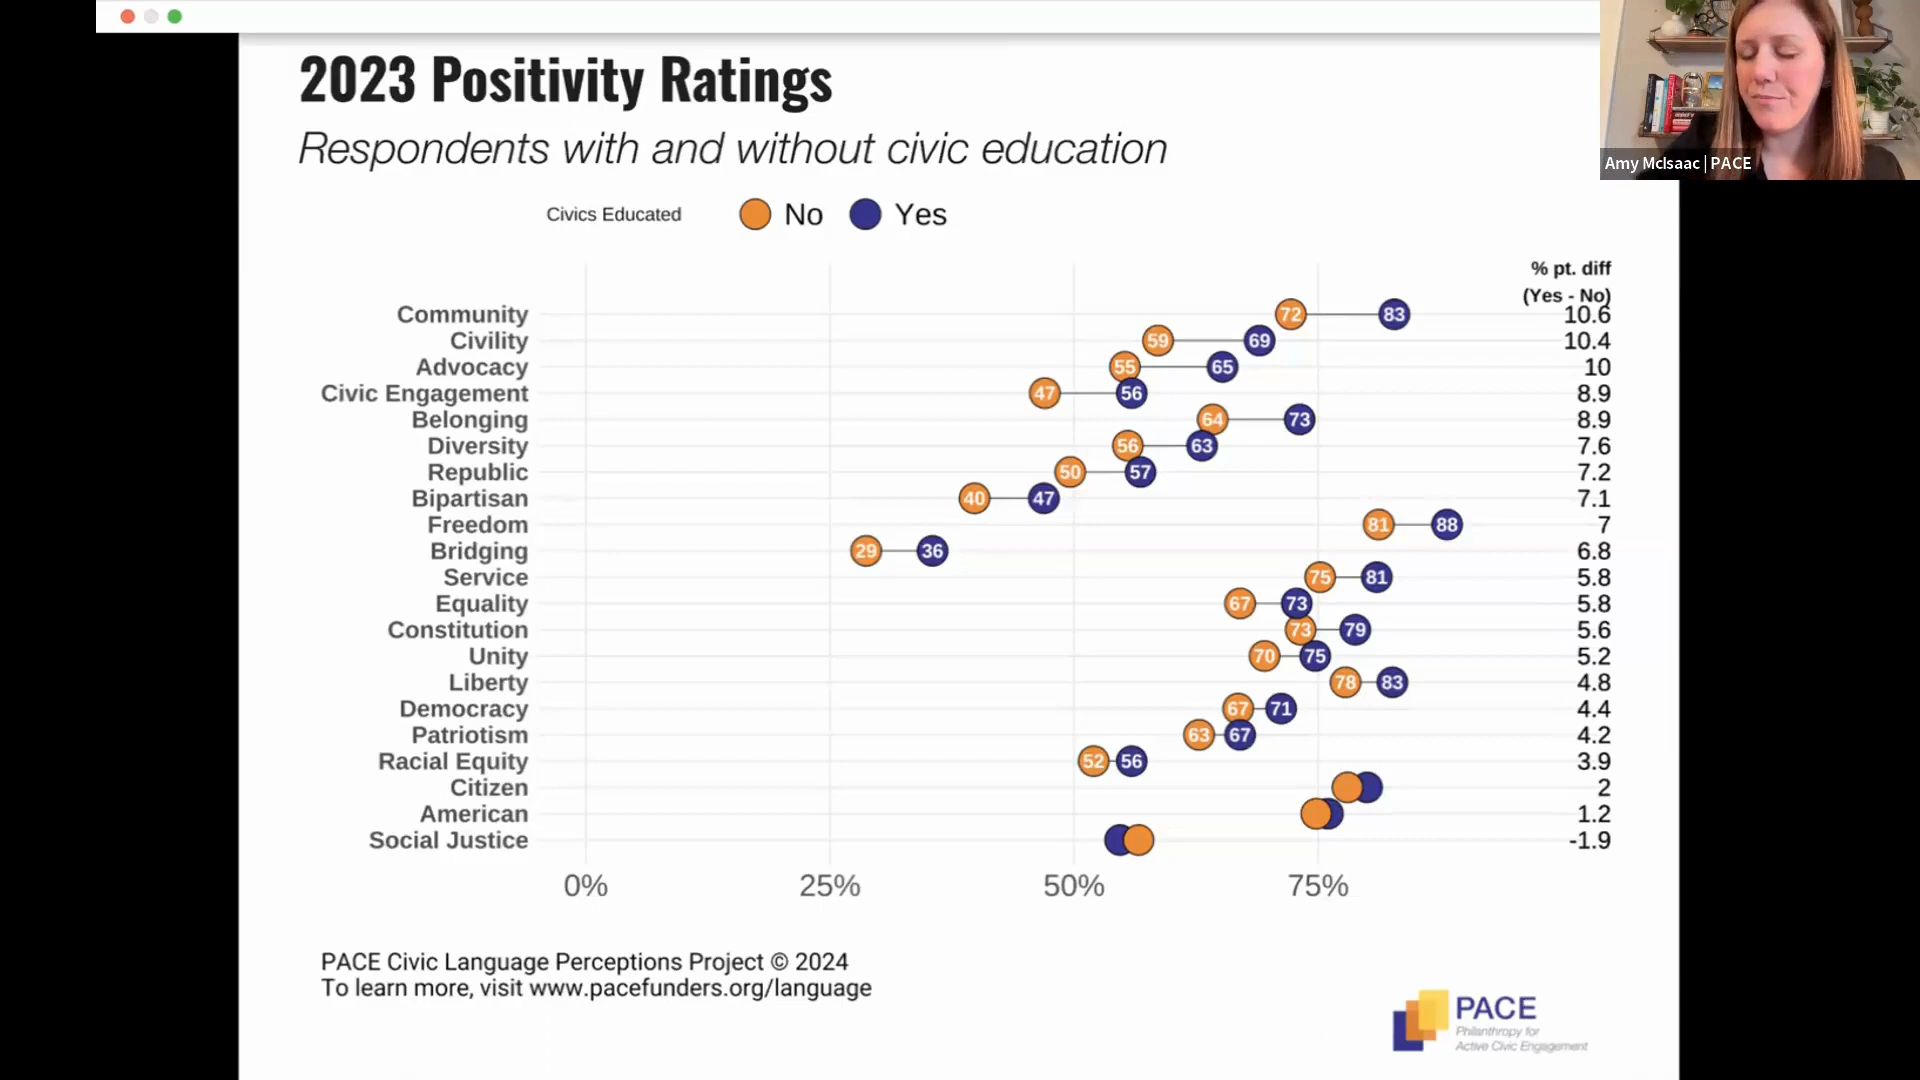 2023 Positivity Ratings
Respondents with and without civic education
Amy McIsaac | PACE
Civics Educated No Yes
% pt. diff
(Yes - No)
Community 72 83 10.6
Civility 59 69 10.4
Advocacy 55 65 10
Civic Engagement 47 56 8.9
Belonging 64 73 8.9
Diversity 56 63 7.6
Republic 50 57 7.2
Bipartisan 40 47 7.1
Freedom 81 88 7
Bridging 29 36 6.8
Service 75 81 5.8
Equality 67 73 5.8
Constitution 73 79 5.6
Unity 70 75 5.2
Liberty 78 83 4.8
Democracy 67 71 4.4
Patriotism 63 67 4.2
Racial Equity 52 56 3.9
Citizen 2
American 1.2
Social Justice -1.9
0% 25% 50% 75%
PACE Civic Language Perceptions Project © 2024
To learn more, visit www.pacefunders.org/language
PACE
Philanthropy for
Active Civic Engagement